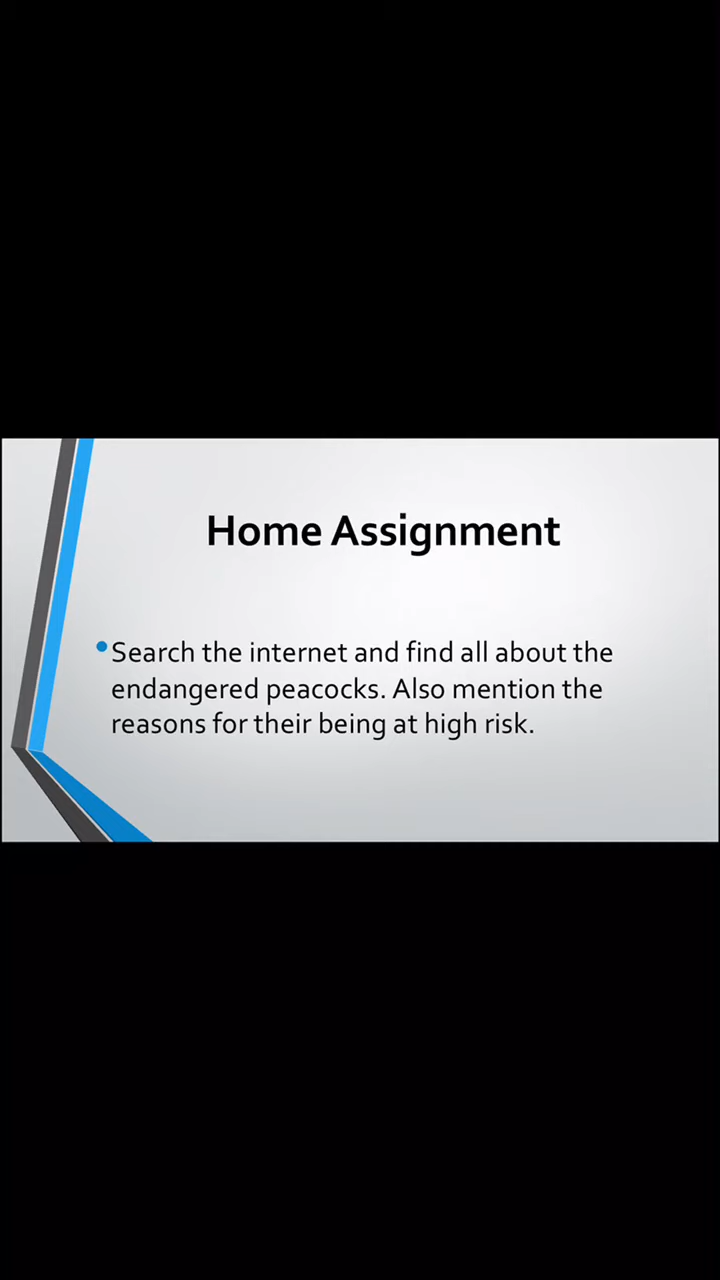 Home Assignment
•Search the internet and find all about the
endangered peacocks. Also mention the
reasons for their being at high risk.